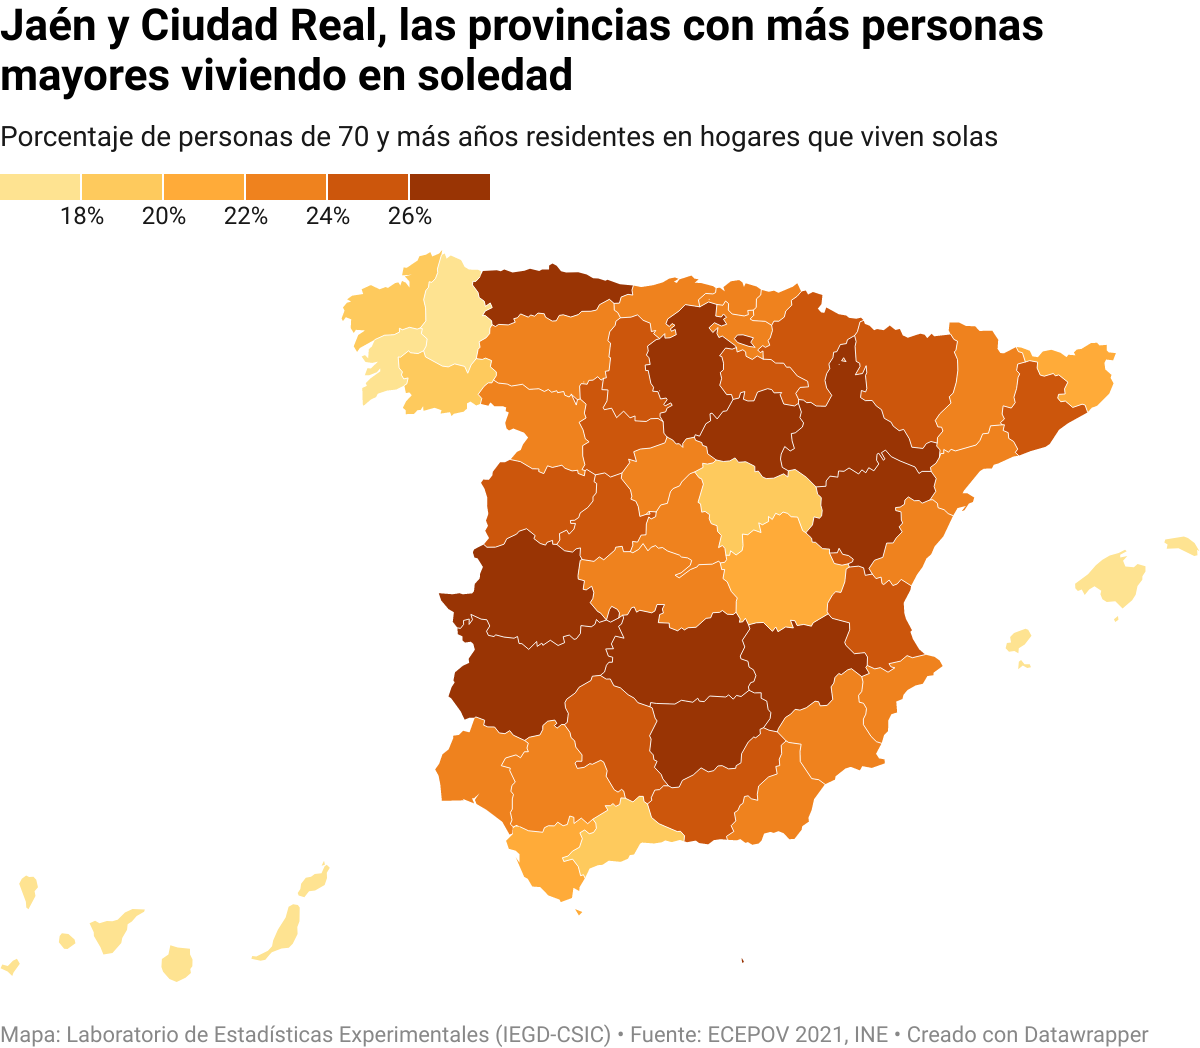 Jaén y Ciudad Real, las provincias con más personas
mayores viviendo en soledad
Porcentaje de personas de 70 y más años residentes en hogares que viven solas
18% 20% 22% 24% 26%
Mapa: Laboratorio de Estadísticas Experimentales (IEGD-CSIC) • Fuente: ECEPOV 2021, INE • Creado con Datawrapper